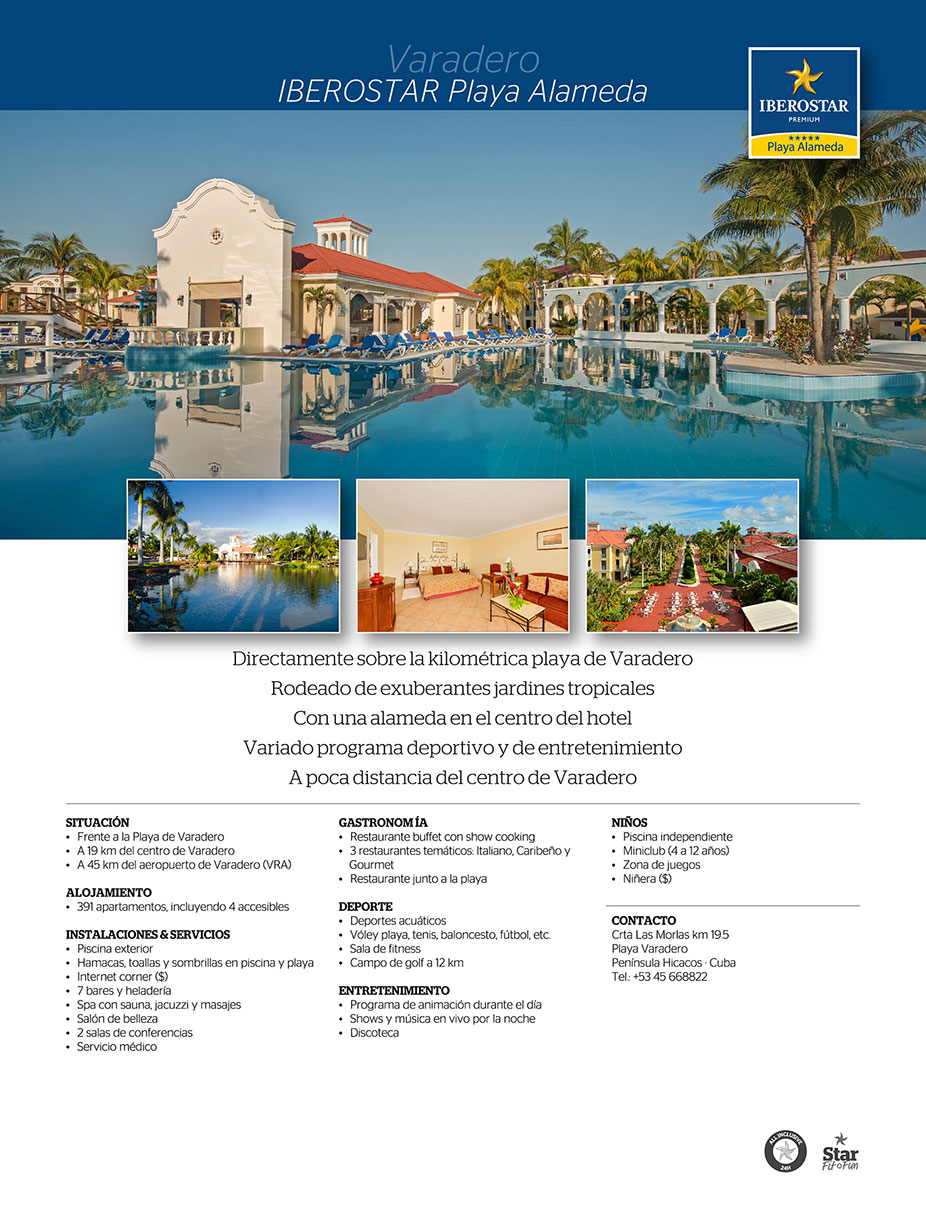 Varadero
IBEROSTAR Playa Alameda
IBEROSTAR
PREMIUM
★★★★★
Playa Alameda
Directamente sobre la kilométrica playa de Varadero
Rodeado de exuberantes jardines tropicales
Con una alameda en el centro del hotel
Variado programa deportivo y de entretenimiento
A poca distancia del centro de Varadero
SITUACIÓN
• Frente a la Playa de Varadero
• A 19 km del centro de Varadero
• A 45 km del aeropuerto de Varadero (VRA)
ALOJAMIENTO
• 391 apartamentos, incluyendo 4 accesibles
INSTALACIONES & SERVICIOS
• Piscina exterior
• Hamacas, toallas y sombrillas en piscina y playa
• Internet corner ($)
• 7 bares y heladería
• Spa con sauna, jacuzzi y masajes
• Salón de belleza
• 2 salas de conferencias
• Servicio médico
GASTRONOMÍA
• Restaurante buffet con show cooking
• 3 restaurantes temáticos: Italiano, Caribeño y
Gourmet
• Restaurante junto a la playa
DEPORTE
• Deportes acuáticos
• Vóley playa, tenis, baloncesto, fútbol, etc.
• Sala de fitness
• Campo de golf a 12 km
ENTRETENIMIENTO
• Programa de animación durante el día
• Shows y música en vivo por la noche
• Discoteca
NIÑOS
• Piscina independiente
• Miniclub (4 a 12 años)
• Zona de juegos
• Niñera ($)
CONTACTO
Crta Las Morlas km 19.5
Playa Varadero
Península Hicacos · Cuba
Tel.: +53 45 668822
ALL INCLUSIVE
24H
Star
Fit & Fun